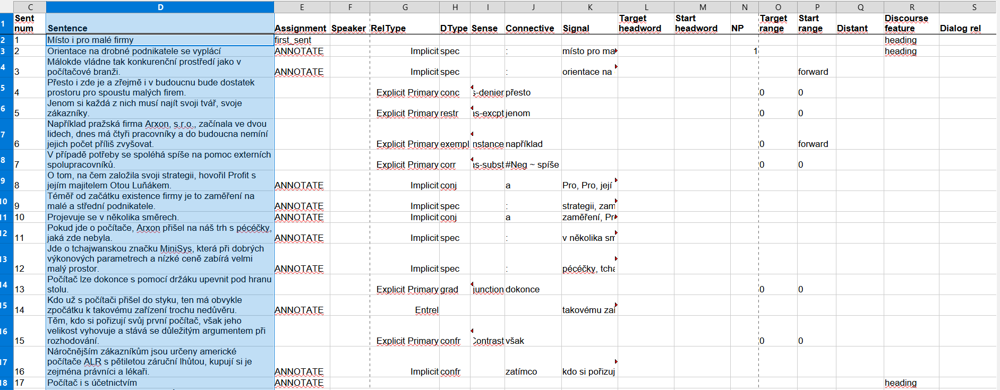 C D E F G H I J K L M N O P Q R S
1 Sent num Sentence Assignment Speaker RelType DType Sense Connective Signal Target headword Start headword NP Target range Start range Distant Discourse feature Dialog rel
2 1 Místo i pro malé firmy first_sent heading
3 2 Orientace na drobné podnikatele se vyplácí ANNOTATE Implicit spec : místo pro ma 1 heading
4 3 Málokde vládne tak konkurenční prostředí jako v
počítačové branži. ANNOTATE Implicit spec : orientace na forward
5 4 Přesto i zde je a zřejmě i v budoucnu bude dostatek
prostoru pro spoustu malých firem. Explicit Primary conc s-denier přesto 0 0
6 5 Jenom si každá z nich musí najít svoji tvář, svoje
zákazníky. Explicit Primary restr as-excpt jenom 0 0
7 6 Například pražská firma Arxon, s.r.o., začínala ve dvou
lidech, dnes má čtyři pracovníky a do budoucna nemíní
jejich počet příliš zvyšovat. Explicit Primary exempl nstance například 0 forward
8 7 V případě potřeby se spoléhá spíše na pomoc externích
spolupracovníků. Explicit Primary corr as-subst #Neg ~ spíše 0 0
9 8 O tom, na čem založila svoji strategii, hovořil Profit s
jejím majitelem Otou Luňákem. ANNOTATE Implicit conj a Pro, Pro, její
10 9 Téměř od začátku existence firmy je to zaměření na
malé a střední podnikatele. ANNOTATE Implicit spec : strategii, zam
11 10 Projevuje se v několika směrech. ANNOTATE Implicit conj a zaměření, Pr
12 11 Pokud jde o počítače, Arxon přišel na náš trh s pécéčky,
jaká zde nebyla. ANNOTATE Implicit spec : v několika sm
13 12 Jde o tchajwanskou značku MiniSys, která při dobrých
výkonových parametrech a nízké ceně zabírá velmi
malý prostor. ANNOTATE Implicit spec : pécéčky, tcha
14 13 Počítač lze dokonce s pomocí držáku upevnit pod hranu
stolu. Explicit Primary grad junction dokonce 0 0
15 14 Kdo už s počítači přišel do styku, ten má obvykle
zpočátku k takovému zařízení trochu nedůvěru. ANNOTATE Entrel takovému zaí
16 15 Těm, kdo si pořizují svůj první počítač, však jeho
velikost vyhovuje a stává se důležitým argumentem při
rozhodování. Explicit Primary confr Contrast však 0 0
17 16 Náročnějším zákazníkům jsou určeny americké
počítače ALR s pětiletou záruční lhůtou, kupují si je
zejména právníci a lékaři. ANNOTATE Implicit confr zatímco kdo si pořizuj
18 17 Počítač i s účetnictvím ANNOTATE heading